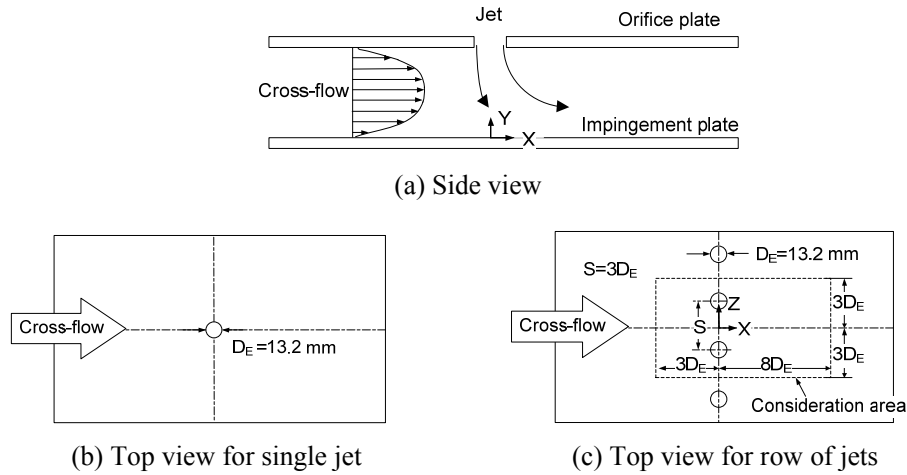 Jet
Orifice plate
Cross-flow
Y
X
Impingement plate
(a) Side view
Cross-flow
D_E =13.2 mm
(b) Top view for single jet
S=3D_E
D_E=13.2 mm
Cross-flow
Z
S
X
3D_E
3D_E
3D_E
8D_E
Consideration area
(c) Top view for row of jets